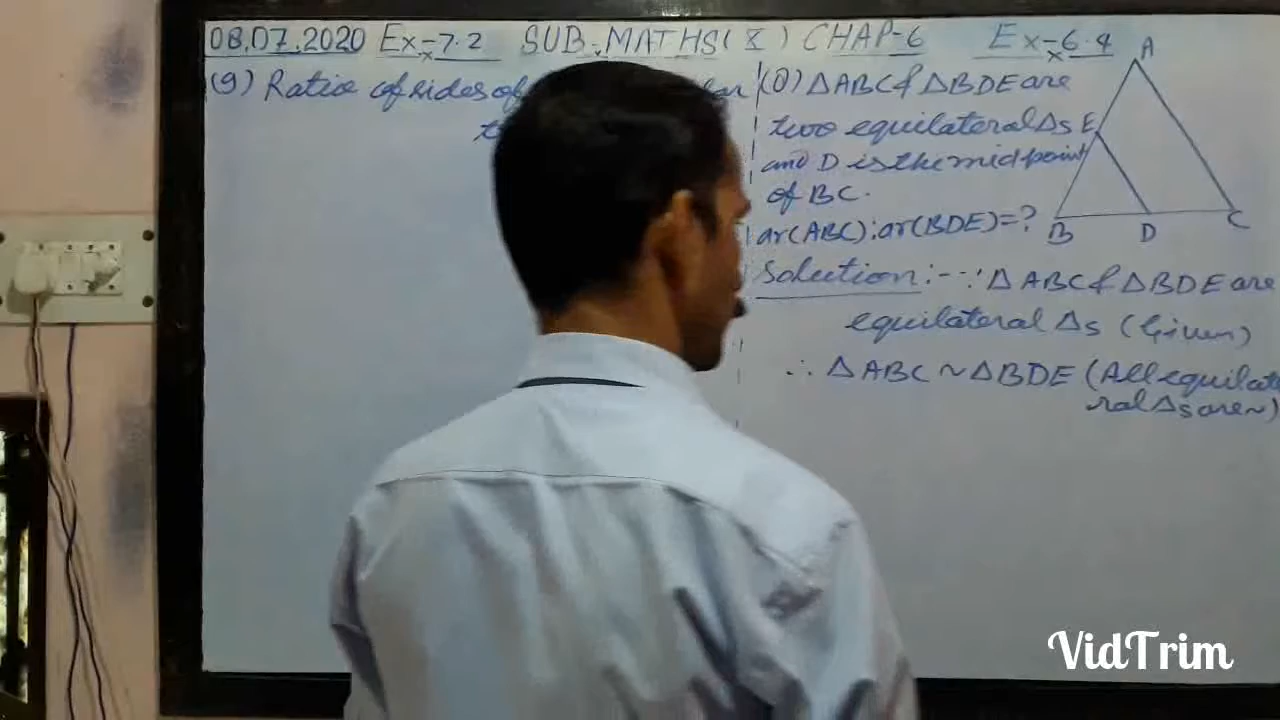 08.07.2020 Ex-7.2 SUB-MATHS(X) CHAP-6 Ex-6.4
(9) Ratio of sides of
(8) ΔABC & ΔBDE are
two equilateral Δs
and D is the midpoint
of BC.
ar(ABC):ar(BDE)=?
A
E
B
D
C
Solution:- ∵ ΔABC & ΔBDE are
equilateral Δs (Given)
∴ ΔABC ~ ΔBDE (All equilate
ral Δs are ~)
VidTrim